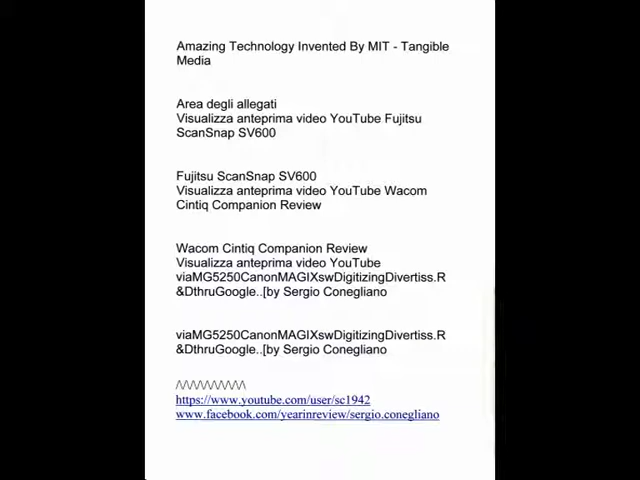 Amazing Technology Invented By MIT - Tangible
Media
Area degli allegati
Visualizza anteprima video YouTube Fujitsu
ScanSnap SV600
Fujitsu ScanSnap SV600
Visualizza anteprima video YouTube Wacom
Cintiq Companion Review
Wacom Cintiq Companion Review
Visualizza anteprima video YouTube
viaMG5250CanonMAGIXswDigitizingDivertiss.R
&DthruGoogle..[by Sergio Conegliano
viaMG5250CanonMAGIXswDigitizingDivertiss.R
&DthruGoogle..[by Sergio Conegliano
/\/\/\/\/\/\/\/\/\/\
https://www.youtube.com/user/sc1942
www.facebook.com/yearinreview/sergio.conegliano